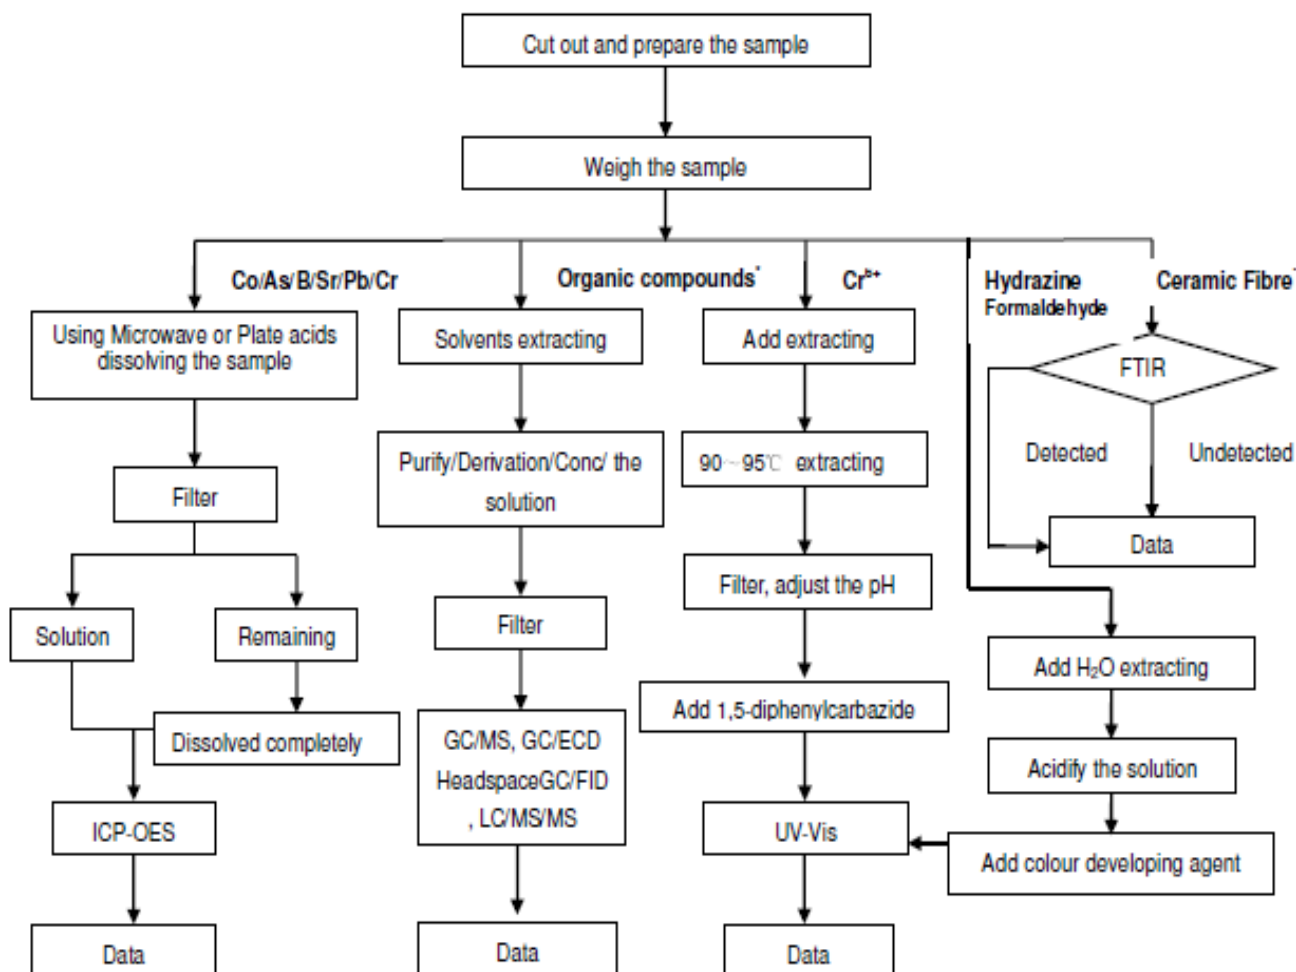 Cut out and prepare the sample
Weigh the sample
Co/As/B/Sr/Pb/Cr
Organic compounds*
Cr⁶⁺
Hydrazine
Formaldehyde
Ceramic Fibre*
Using Microwave or Plate acids
dissolving the sample
Solvents extracting
Add extracting
FTIR
Detected
Undetected
Purify/Derivation/Conc/ the
solution
90~95℃ extracting
Filter
Data
Filter, adjust the pH
Solution
Remaining
Filter
Add H₂O extracting
Dissolved completely
Add 1,5-diphenylcarbazide
GC/MS, GC/ECD
HeadspaceGC/FID
, LC/MS/MS
Acidify the solution
ICP-OES
UV-Vis
Add colour developing agent
Data
Data
Data